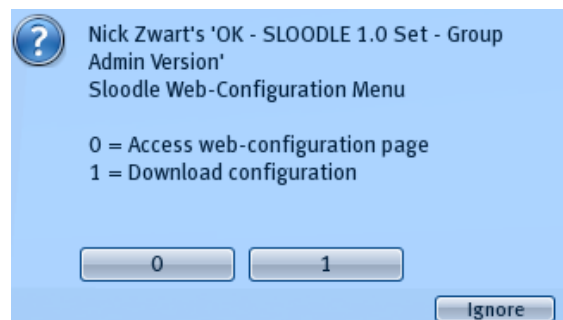 Nick Zwart's 'OK - SLOODLE 1.0 Set - Group
Admin Version'
Sloodle Web-Configuration Menu
0 = Access web-configuration page
1 = Download configuration
0 1
Ignore